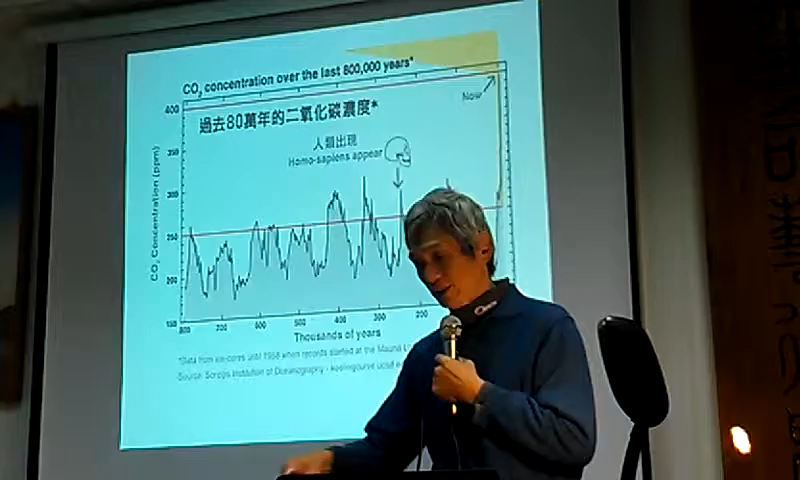 CO₂ concentration over the last 800,000 years*
400
過去80萬年的二氧化碳濃度*
Now
人類出現
Homo-sapiens appear
350
300
250
200
150
CO₂ Concentration (ppm)
800 700 600 500 400 300 200
Thousands of years
*Data from ice-cores until 1958 when records started at the Mauna
Source: Scripps Institution of Oceanography - keelingcurve ucsd